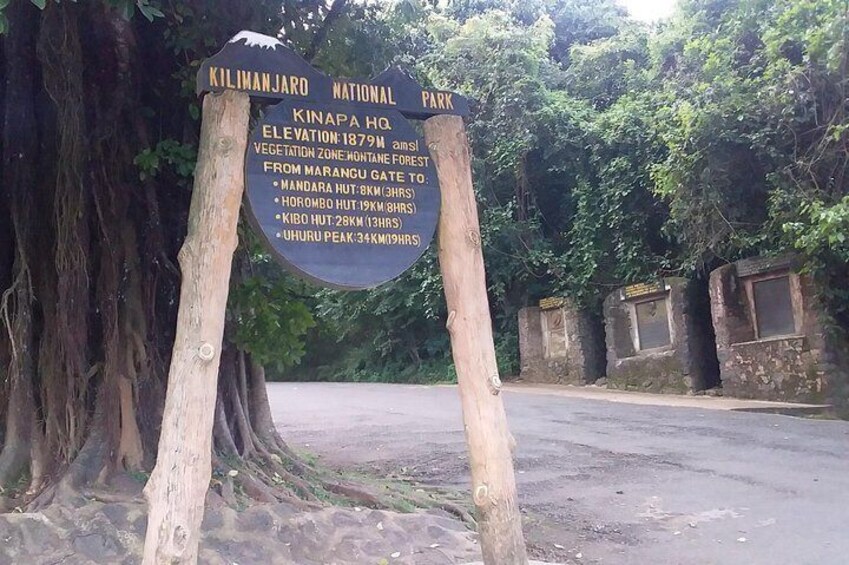 KILIMANJARO NATIONAL PARK
KINAPA HQ
ELEVATION:1879M amsl
VEGETATION ZONE:MONTANE FOREST
FROM MARANGU GATE TO:
• MANDARA HUT:8KM(3HRS)
• HOROMBO HUT:19KM(8HRS)
• KIBO HUT:28KM(13HRS)
• UHURU PEAK:34KM(19HRS)